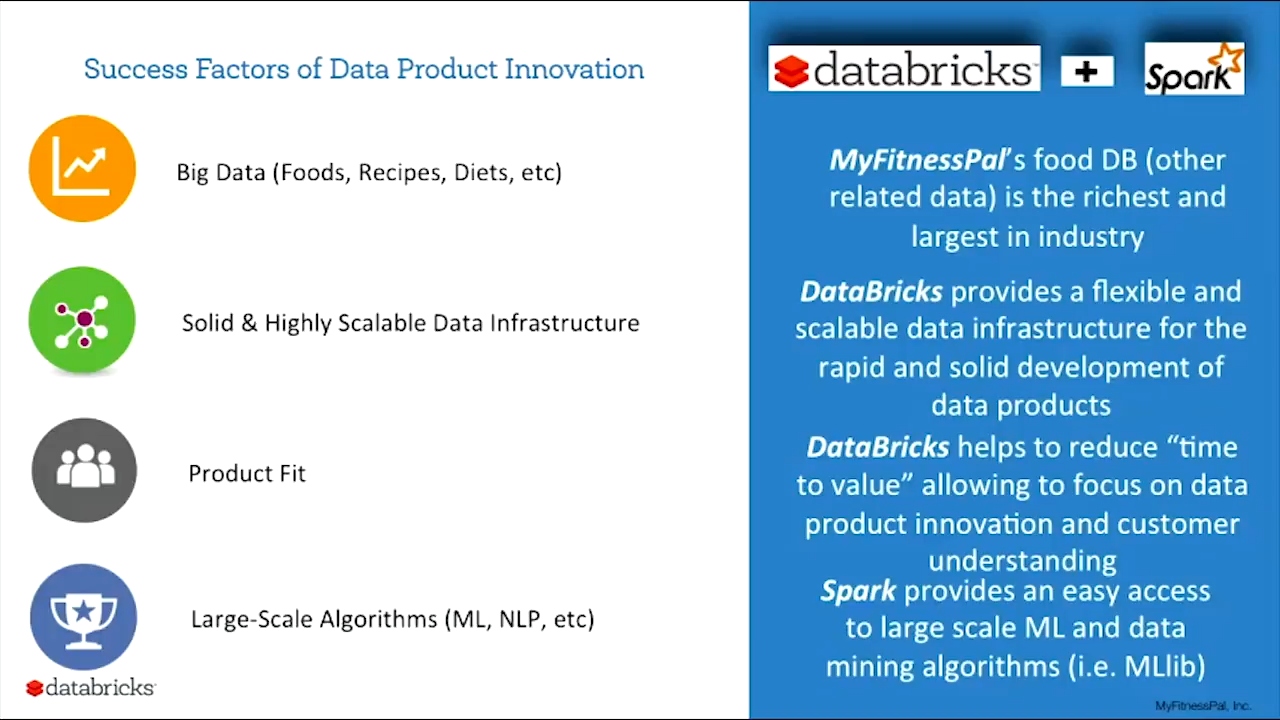 Success Factors of Data Product Innovation
Big Data (Foods, Recipes, Diets, etc)
Solid & Highly Scalable Data Infrastructure
Product Fit
Large-Scale Algorithms (ML, NLP, etc)
databricks
databricks + Spark
MyFitnessPal's food DB (other
related data) is the richest and
largest in industry
DataBricks provides a flexible and
scalable data infrastructure for the
rapid and solid development of
data products
DataBricks helps to reduce “time
to value” allowing to focus on data
product innovation and customer
understanding
Spark provides an easy access
to large scale ML and data
mining algorithms (i.e. MLlib)
MyFitnessPal, Inc.